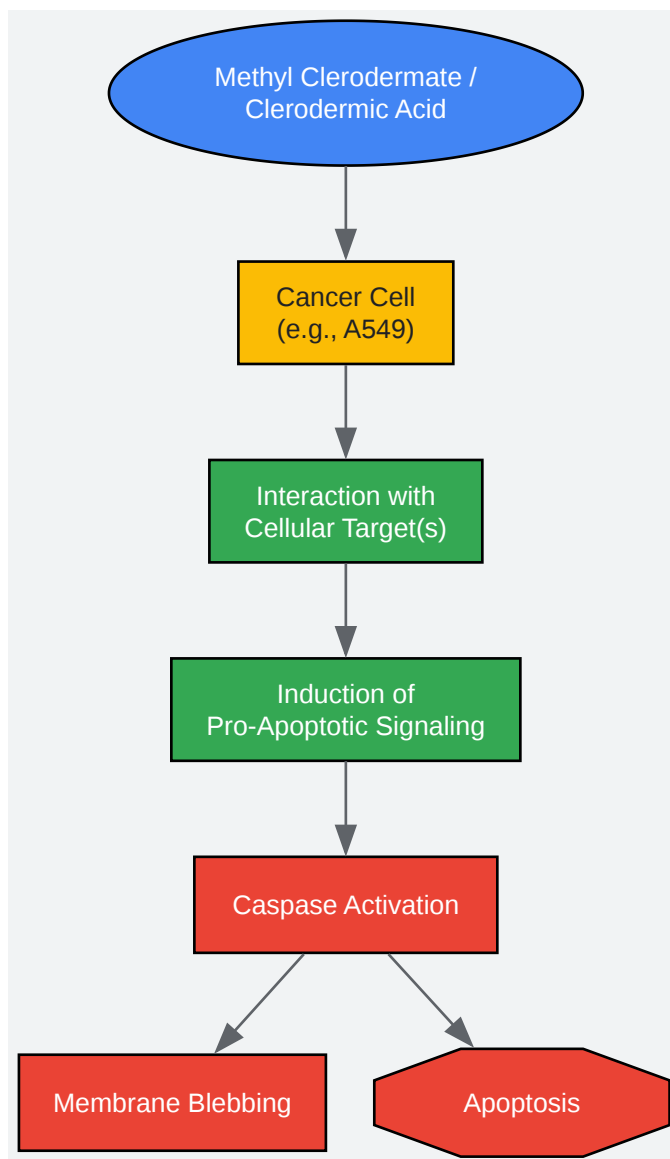 Methyl Clerodermate /
Clerodermic Acid
Cancer Cell
(e.g., A549)
Interaction with
Cellular Target(s)
Induction of
Pro-Apoptotic Signaling
Caspase Activation
Membrane Blebbing
Apoptosis